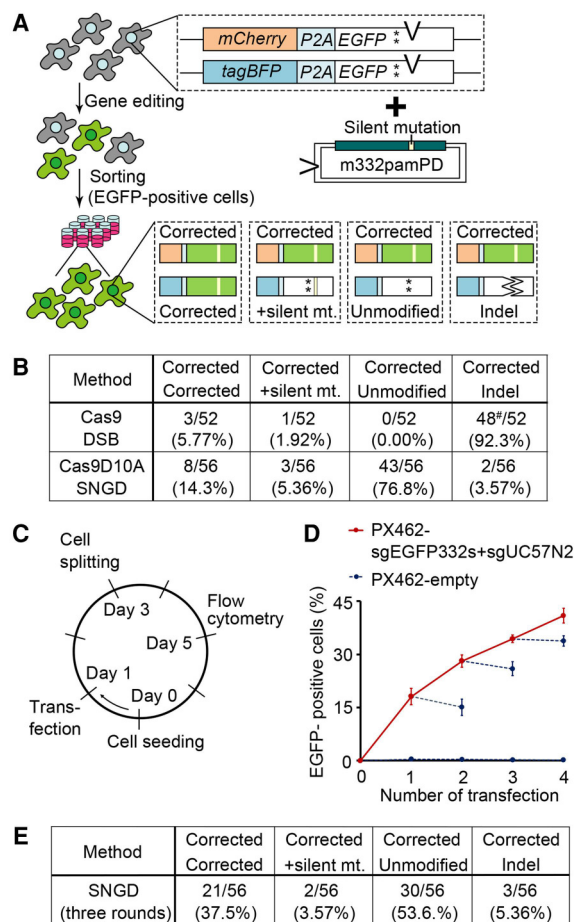 A
mCherry P2A EGFP * *
tagBFP P2A EGFP * *
Gene editing
+
Silent mutation
m332pamPD
Sorting
(EGFP-positive cells)
Corrected Corrected Corrected Corrected
* * * *
Corrected +silent mt. Unmodified Indel
B
Method Corrected Corrected Corrected Corrected
Corrected +silent mt. Unmodified Indel
Cas9 3/52 1/52 0/52 48#/52
DSB (5.77%) (1.92%) (0.00%) (92.3%)
Cas9D10A 8/56 3/56 43/56 2/56
SNGD (14.3%) (5.36%) (76.8%) (3.57%)
C
Cell
splitting
Day 3
Flow
cytometry
Day 5
Day 1
Day 0
Trans-
fection
Cell seeding
D
PX462-
sgEGFP332s+sgUC57N2
PX462-empty
EGFP- positive cells (%)
45
30
15
0
0 1 2 3 4
Number of transfection
E
Method Corrected Corrected Corrected Corrected
Corrected +silent mt. Unmodified Indel
SNGD 21/56 2/56 30/56 3/56
(three rounds) (37.5%) (3.57%) (53.6.%) (5.36%)